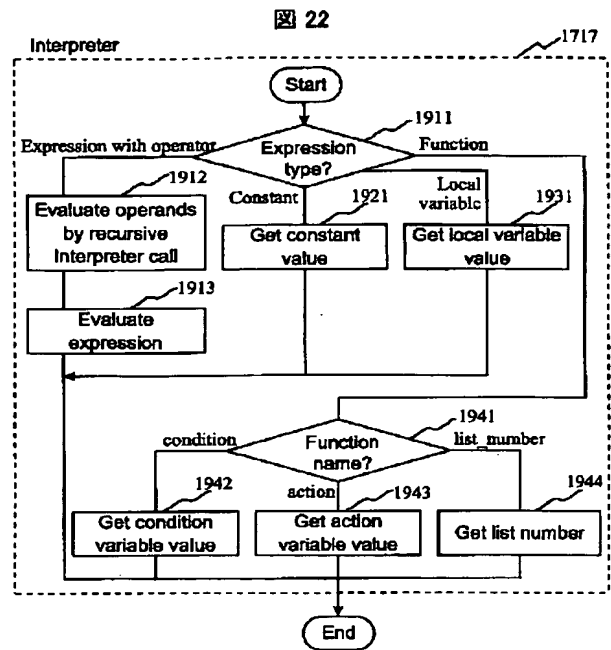 図 22
Interpreter
1717
Start
1911
Expression with operator
Expression
type?
Function
1912
Constant
1921
Local
variable
1931
Evaluate operands
by recursive
Interpreter call
Get constant
value
Get local variable
value
1913
Evaluate
expression
1941
condition
Function
name?
list_number
1942
action
1943
1944
Get condition
variable value
Get action
variable value
Get list number
End